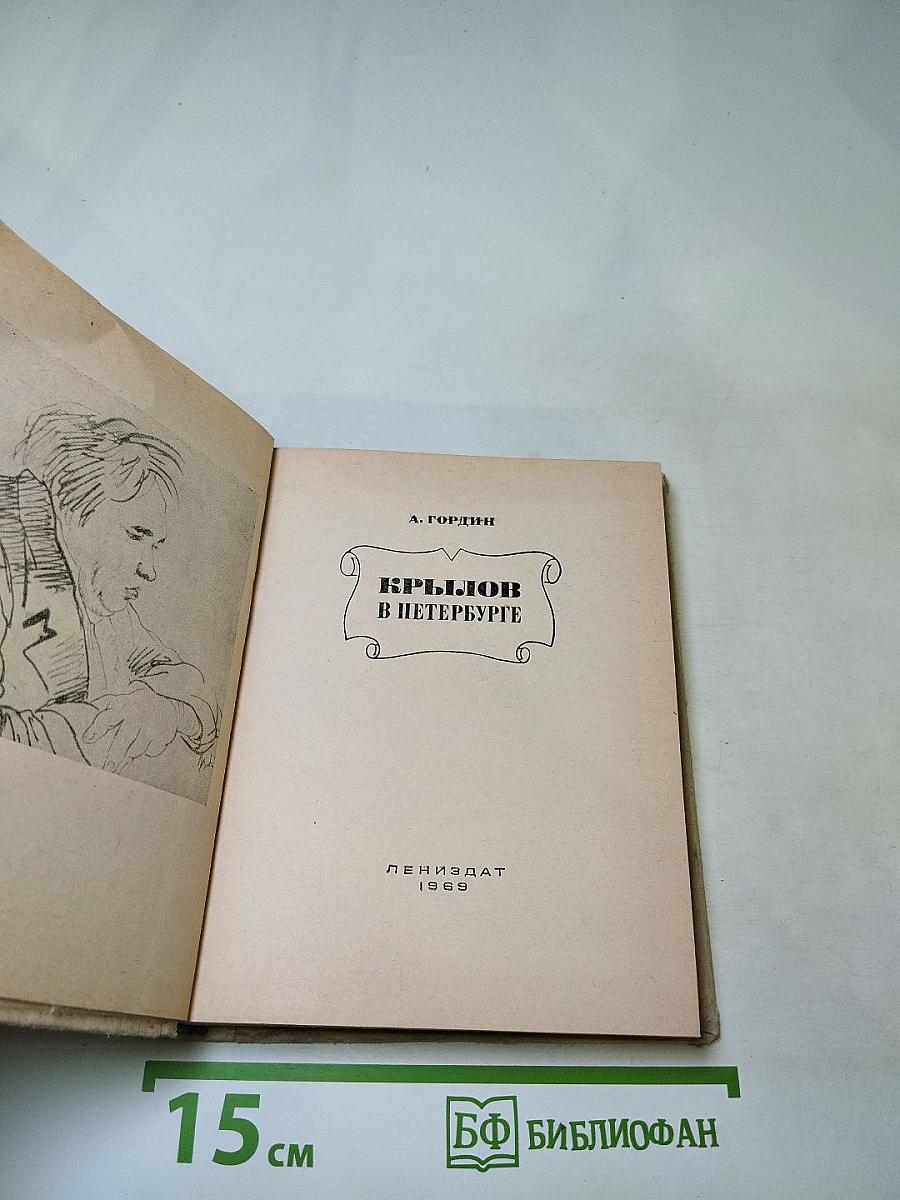 А. ГОРДИН
КРЫЛОВ
В ПЕТЕРБУРГЕ
ЛЕНИЗДАТ
1969
15 см
БФ БИБЛИОФАН